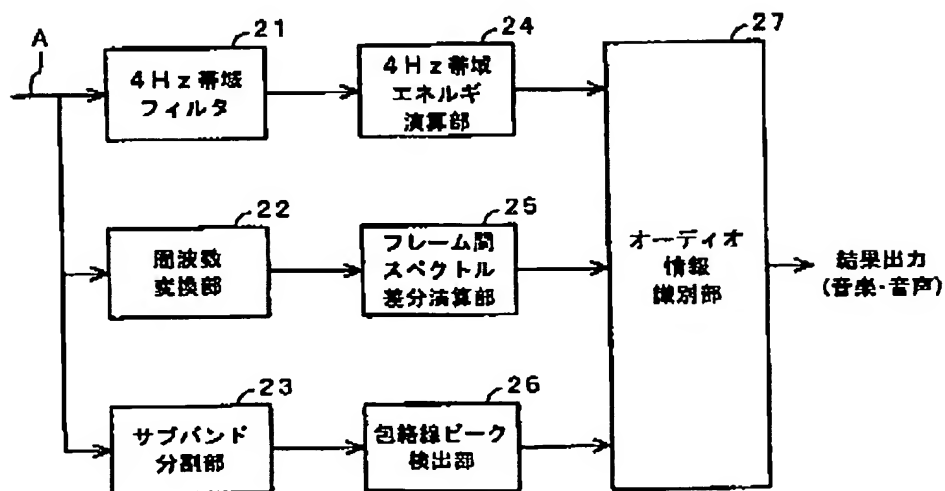 A
21
4Hz帯域
フィルタ
24
4Hz帯域
エネルギ
演算部
27
オーディオ
情報
識別部
22
周波数
変換部
25
フレーム間
スペクトル
差分演算部
結果出力
(音楽・音声)
23
サブバンド
分割部
26
包絡線ピーク
検出部